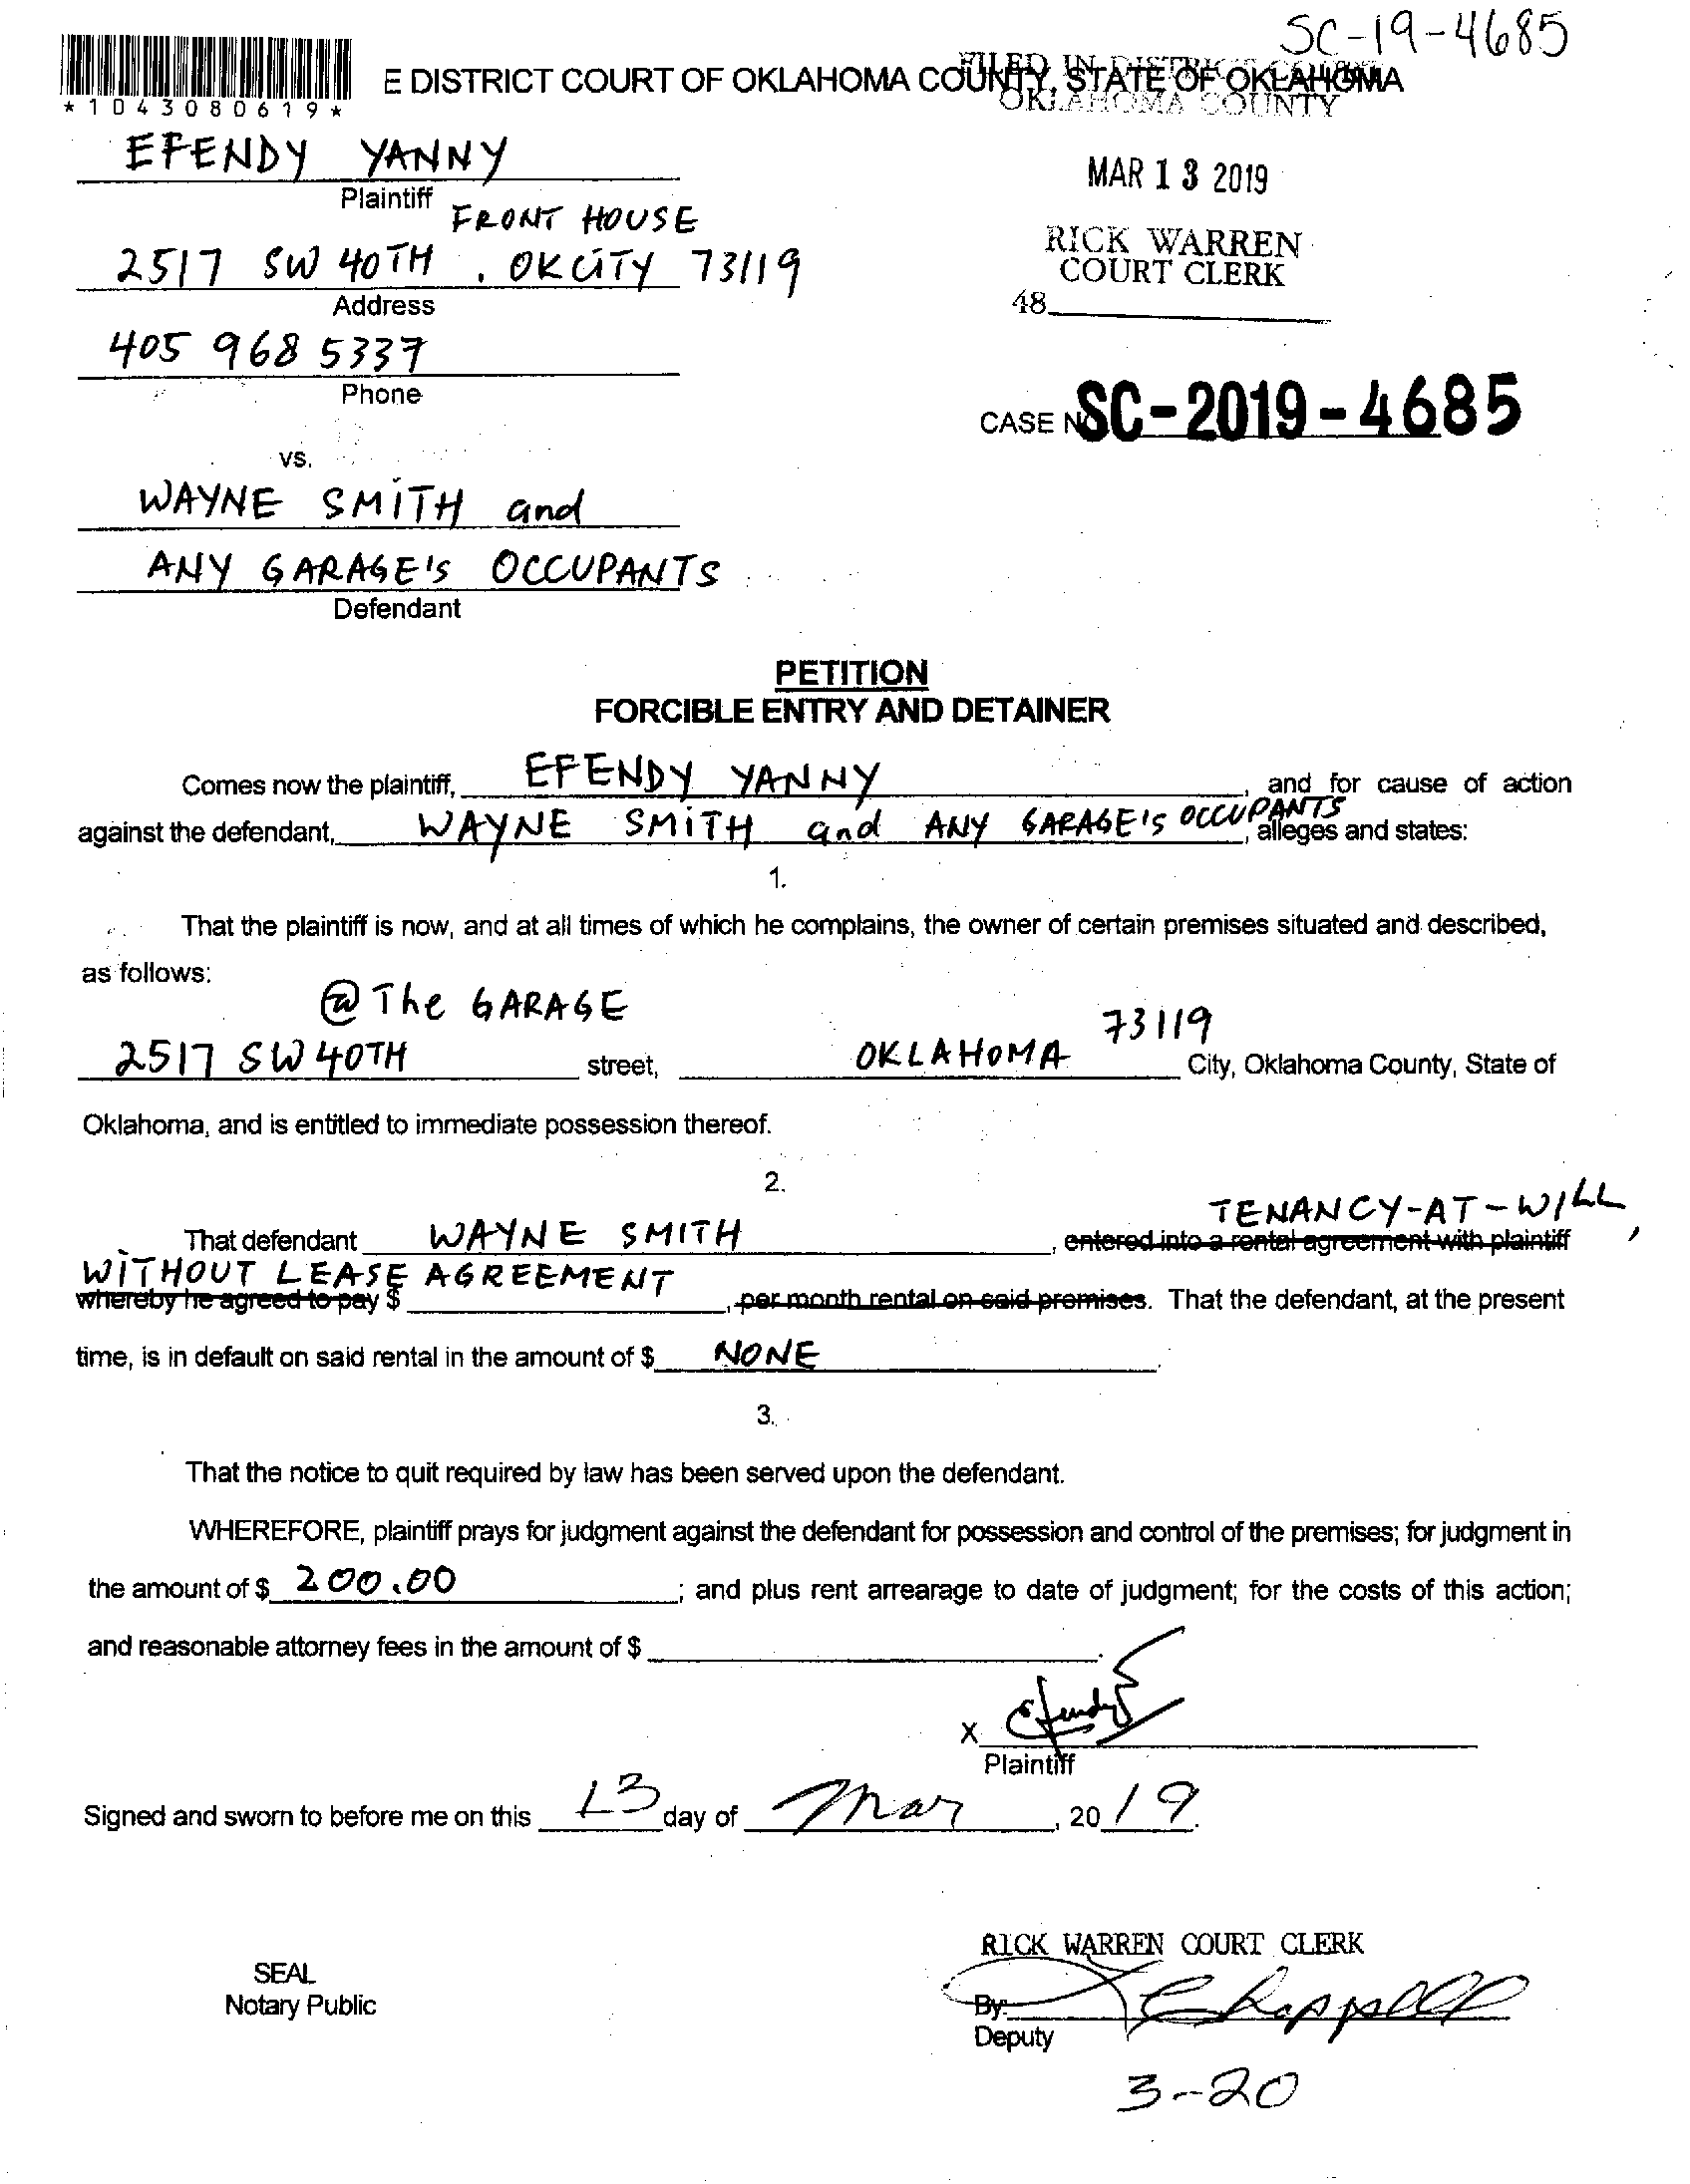 SC-19-4685
E DISTRICT COURT OF OKLAHOMA COUNTY, STATE OF OKLAHOMA
FILED IN DISTRICT COURT
OKLAHOMA COUNTY
*1043080619*
EFENDY YANNY
Plaintiff
MAR 13 2019
FRONT HOUSE
2517 SW 40TH . OKCITY 73119
Address
RICK WARREN
COURT CLERK
48
405 968 5337
Phone
CASE NO SC-2019-4685
vs.
WAYNE SMITH and
ANY GARAGE'S OCCUPANTS
Defendant
PETITION
FORCIBLE ENTRY AND DETAINER
Comes now the plaintiff, EFENDY YANNY, and for cause of action
against the defendant, WAYNE SMITH and ANY GARAGE'S OCCUPANTS, alleges and states:
1.
That the plaintiff is now, and at all times of which he complains, the owner of certain premises situated and described,
as follows:
@ The GARAGE
73119
2517 SW 40TH street, OKLAHOMA City, Oklahoma County, State of
Oklahoma, and is entitled to immediate possession thereof.
2.
TENANCY-AT-WILL,
That defendant WAYNE SMITH, entered into a rental agreement with plaintiff
WITHOUT LEASE AGREEMENT
whereby he agreed to pay $ , per month rental on said premises. That the defendant, at the present
time, is in default on said rental in the amount of $ NONE.
3.
That the notice to quit required by law has been served upon the defendant.
WHEREFORE, plaintiff prays for judgment against the defendant for possession and control of the premises; for judgment in
the amount of $ 200.00; and plus rent arrearage to date of judgment; for the costs of this action;
and reasonable attorney fees in the amount of $ .
X Efendy
Plaintiff
Signed and sworn to before me on this 13 day of Mar, 2019.
RICK WARREN COURT CLERK
SEAL
Notary Public
By: Chappell
Deputy
3-20